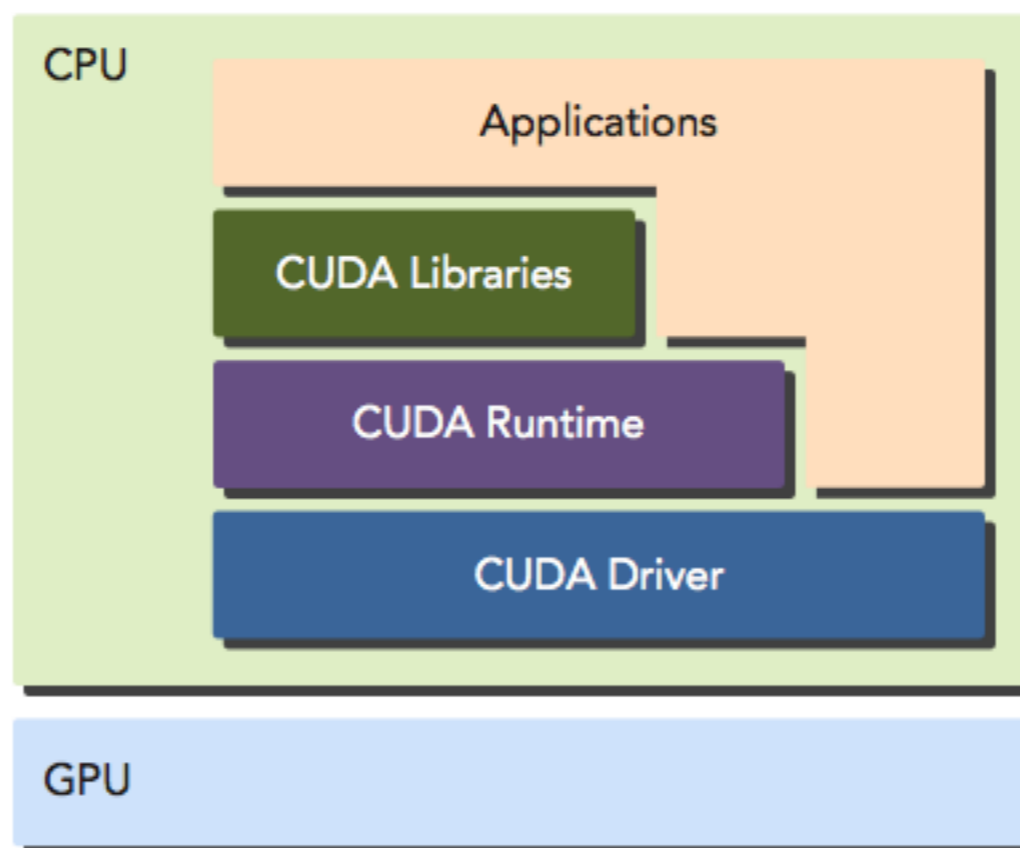 CPU
Applications
CUDA Libraries
CUDA Runtime
CUDA Driver
GPU